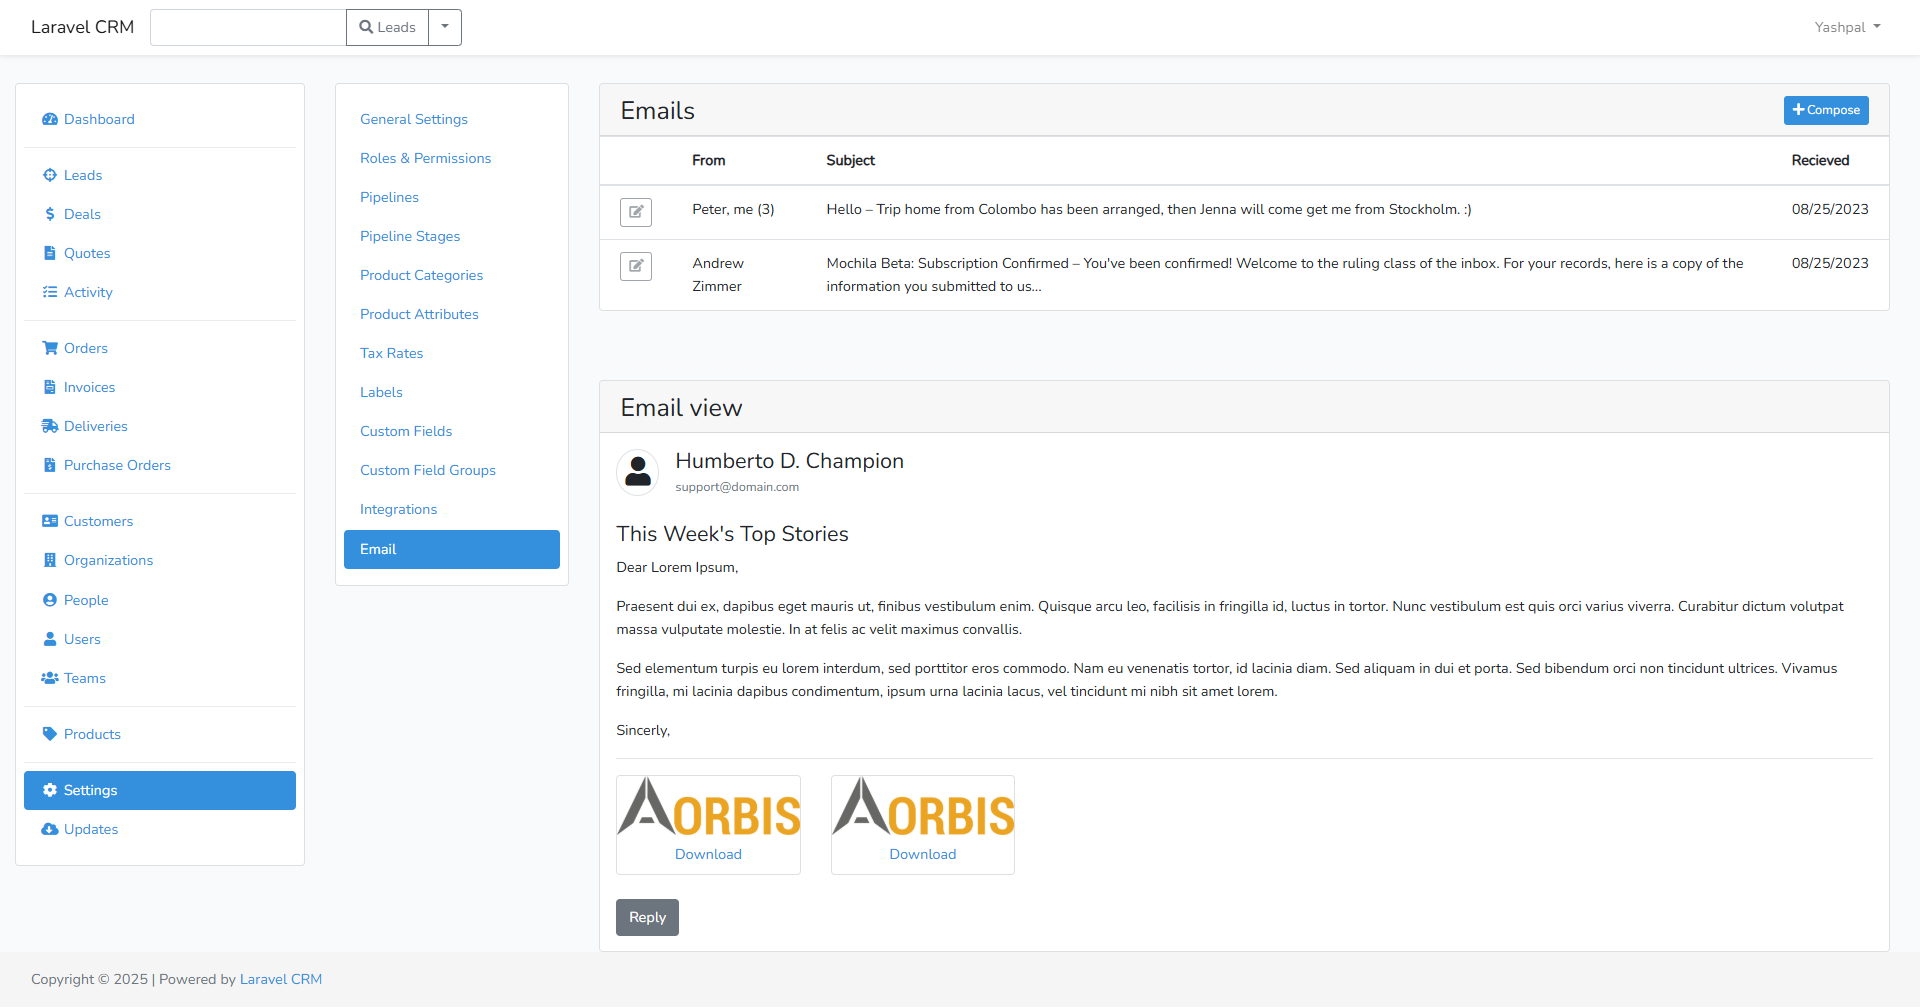 Laravel CRM
Leads
Yashpal
Dashboard
Leads
Deals
Quotes
Activity
Orders
Invoices
Deliveries
Purchase Orders
Customers
Organizations
People
Users
Teams
Products
Settings
Updates
General Settings
Roles & Permissions
Pipelines
Pipeline Stages
Product Categories
Product Attributes
Tax Rates
Labels
Custom Fields
Custom Field Groups
Integrations
Email
Emails
Compose
From Subject Recieved
Peter, me (3) Hello – Trip home from Colombo has been arranged, then Jenna will come get me from Stockholm. :) 08/25/2023
Andrew Mochila Beta: Subscription Confirmed – You've been confirmed! Welcome to the ruling class of the inbox. For your records, here is a copy of the 08/25/2023
Zimmer information you submitted to us...
Email view
Humberto D. Champion
support@domain.com
This Week's Top Stories
Dear Lorem Ipsum,
Praesent dui ex, dapibus eget mauris ut, finibus vestibulum enim. Quisque arcu leo, facilisis in fringilla id, luctus in tortor. Nunc vestibulum est quis orci varius viverra. Curabitur dictum volutpat
massa vulputate molestie. In at felis ac velit maximus convallis.
Sed elementum turpis eu lorem interdum, sed porttitor eros commodo. Nam eu venenatis tortor, id lacinia diam. Sed aliquam in dui et porta. Sed bibendum orci non tincidunt ultrices. Vivamus
fringilla, mi lacinia dapibus condimentum, ipsum urna lacinia lacus, vel tincidunt mi nibh sit amet lorem.
Sincerly,
AORBIS AORBIS
Download Download
Reply
Copyright © 2025 | Powered by Laravel CRM